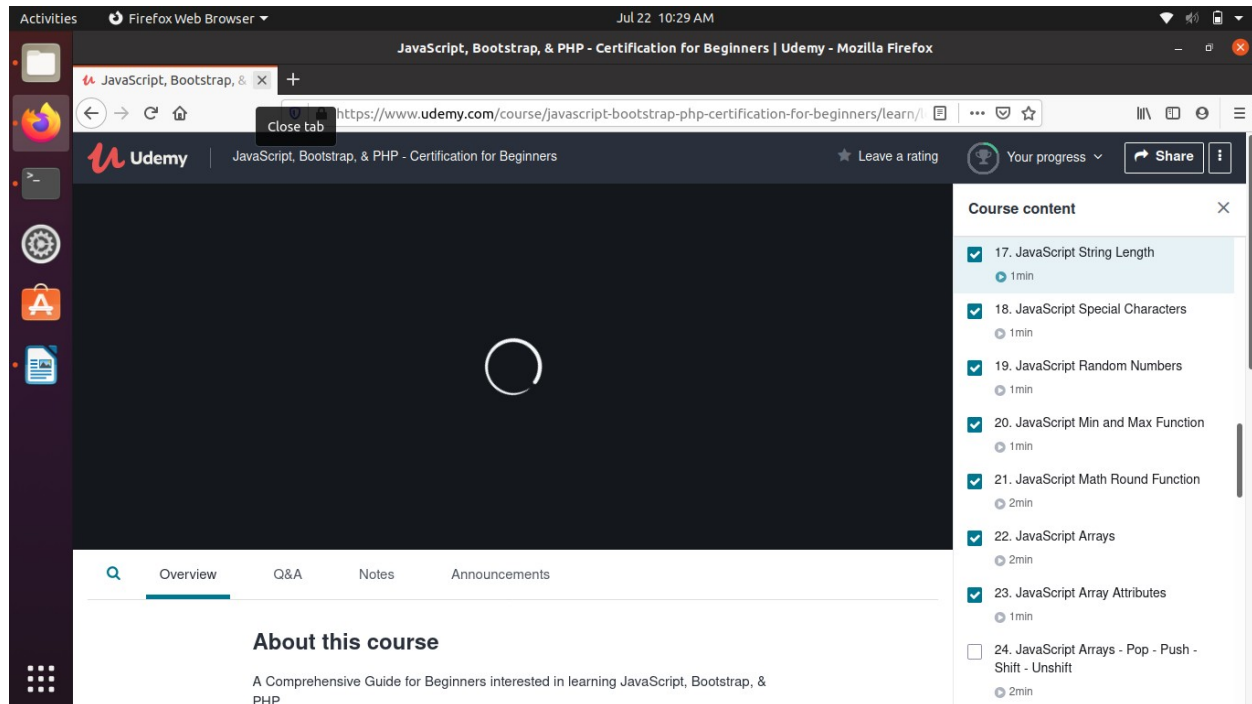 Activities
Firefox Web Browser
Jul 22 10:29 AM
JavaScript, Bootstrap, & PHP - Certification for Beginners | Udemy - Mozilla Firefox
JavaScript, Bootstrap, &
Close tab
https://www.udemy.com/course/javascript-bootstrap-php-certification-for-beginners/learn/
Udemy
JavaScript, Bootstrap, & PHP - Certification for Beginners
Leave a rating
Your progress
Share
Course content
17. JavaScript String Length
1min
18. JavaScript Special Characters
1min
19. JavaScript Random Numbers
1min
20. JavaScript Min and Max Function
1min
21. JavaScript Math Round Function
2min
22. JavaScript Arrays
2min
23. JavaScript Array Attributes
1min
24. JavaScript Arrays - Pop - Push -
Shift - Unshift
2min
Overview
Q&A
Notes
Announcements
About this course
A Comprehensive Guide for Beginners interested in learning JavaScript, Bootstrap, &
PHP